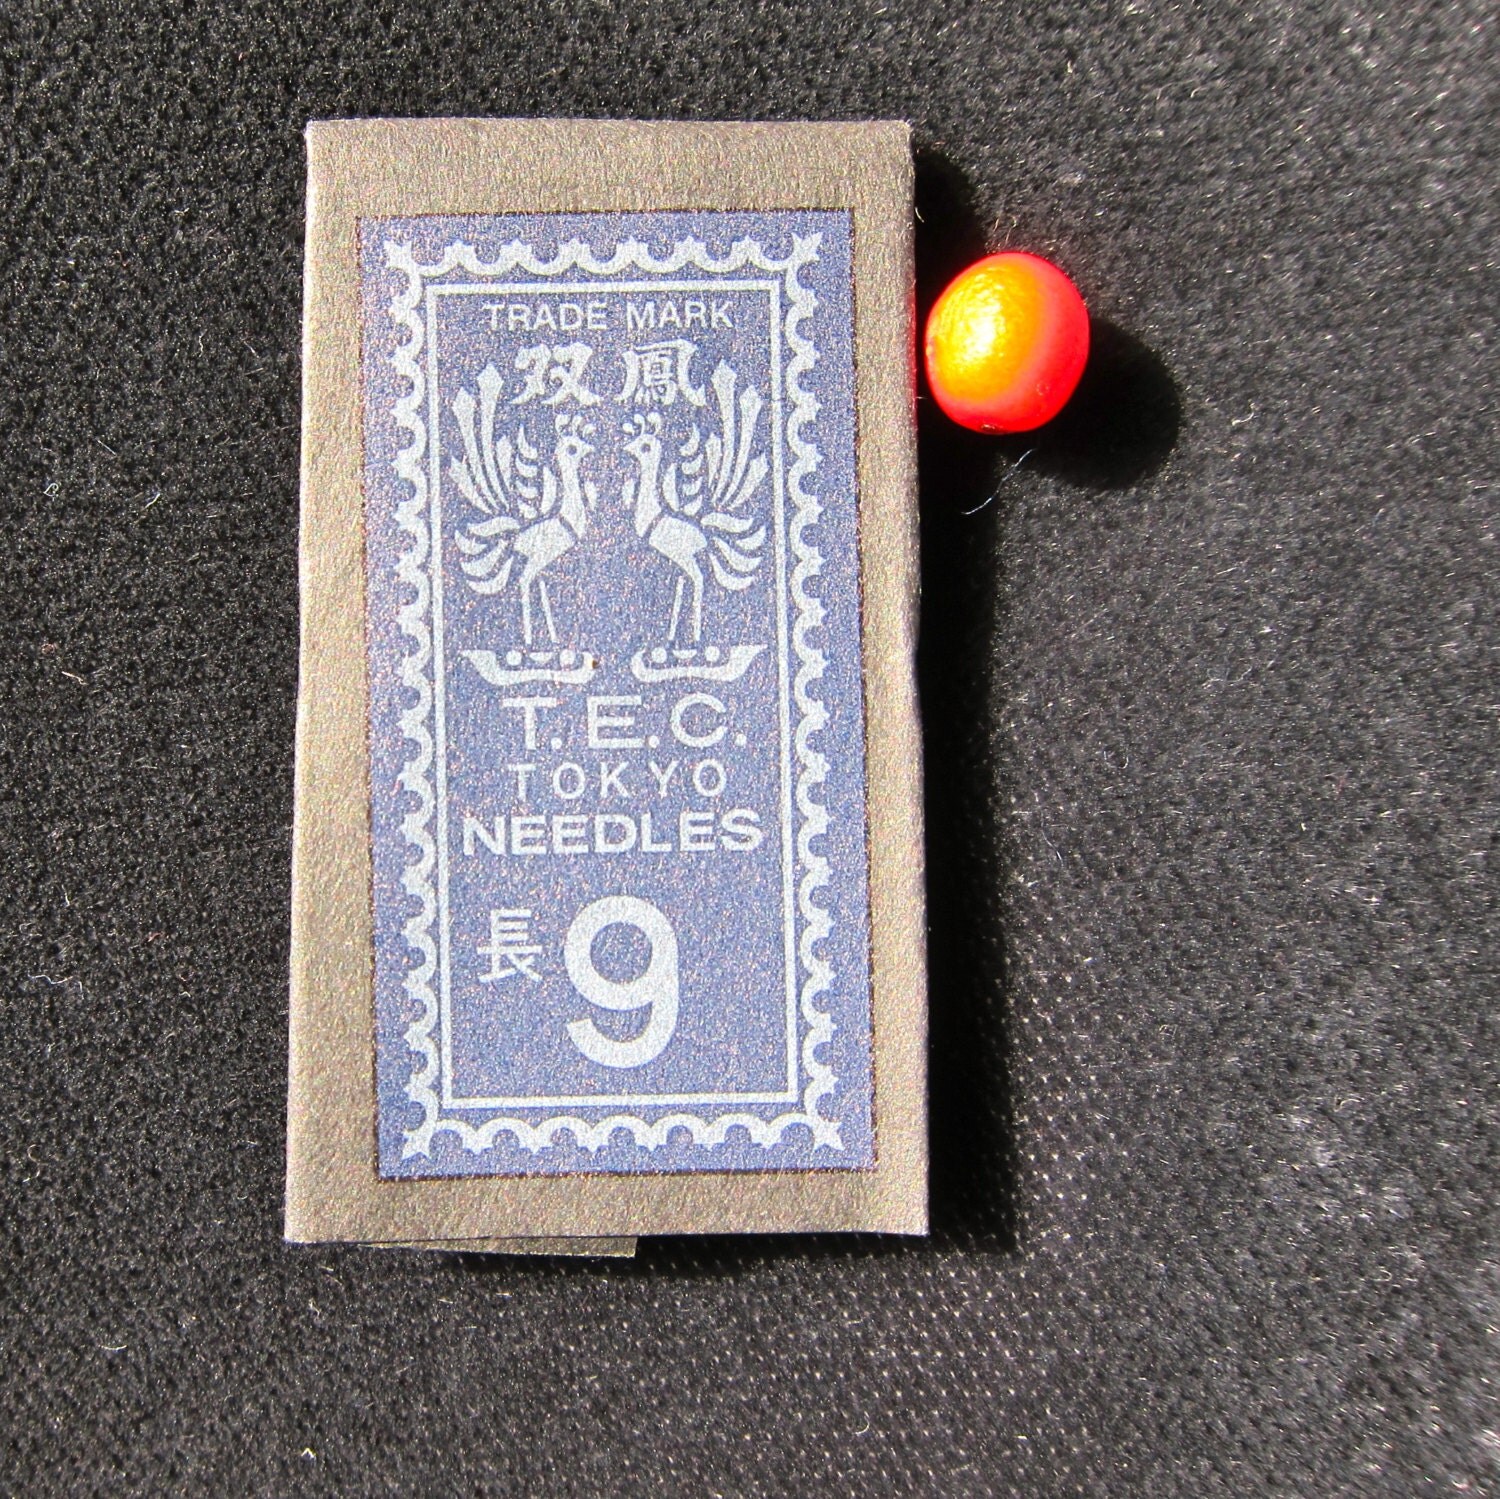 TRADE MARK
双鳳
T.E.C.
TOKYO
NEEDLES
長9